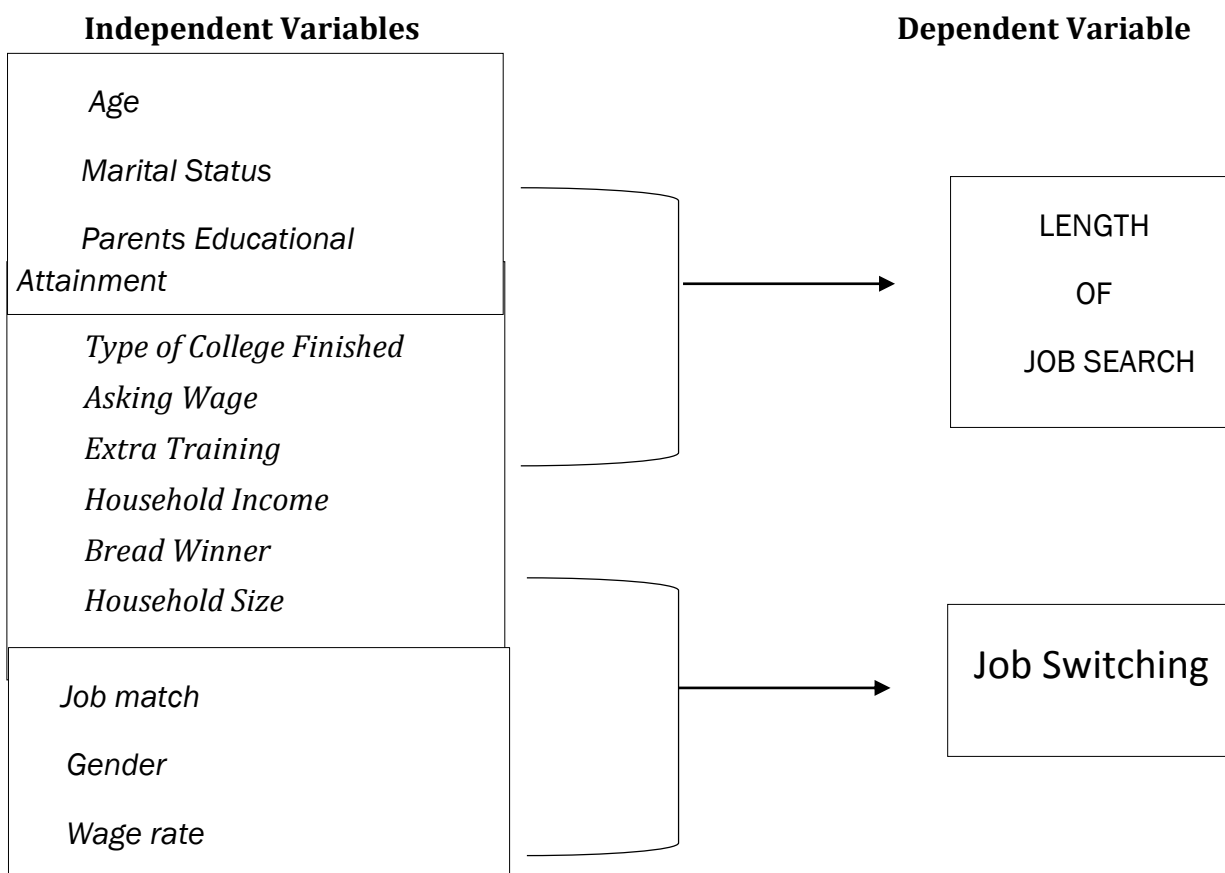 Independent Variables
Dependent Variable
Age
Marital Status
Parents Educational
Attainment
Type of College Finished
Asking Wage
Extra Training
Household Income
Bread Winner
Household Size
Job match
Gender
Wage rate
LENGTH
OF
JOB SEARCH
Job Switching